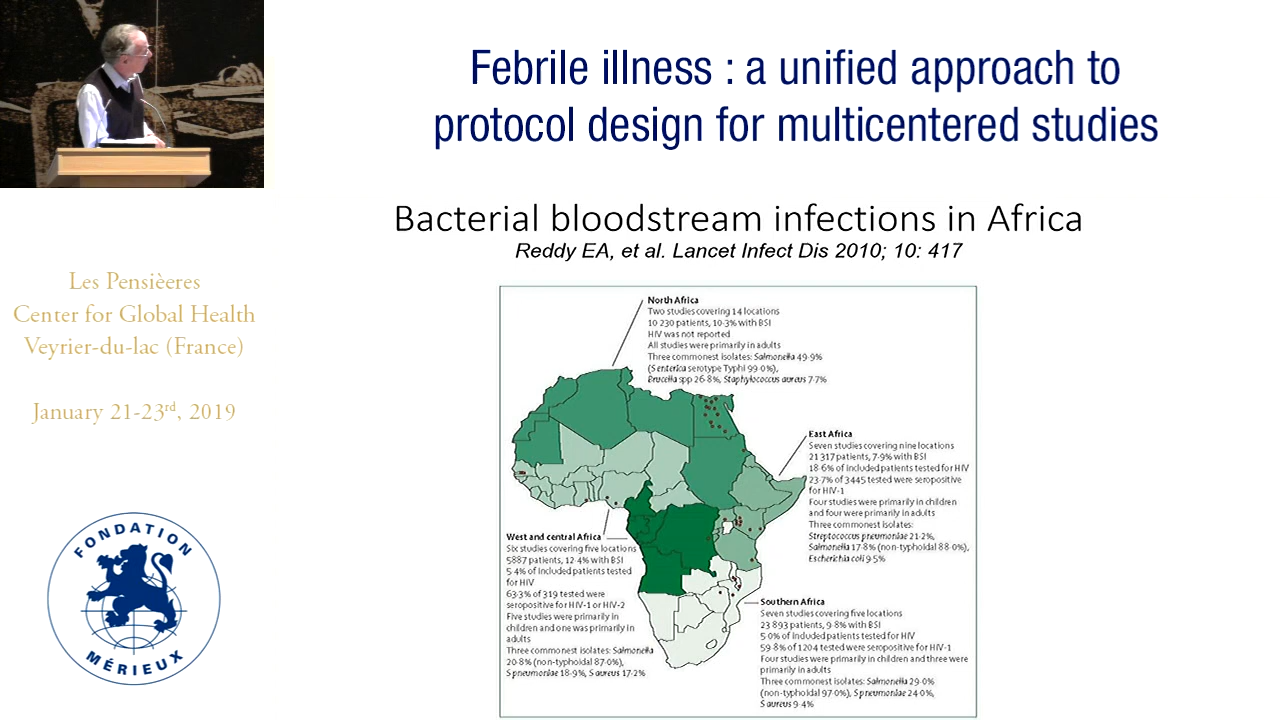 Febrile illness : a unified approach to
protocol design for multicentered studies
Bacterial bloodstream infections in Africa
Reddy EA, et al. Lancet Infect Dis 2010; 10: 417
Les Pensièeres
Center for Global Health
Veyrier-du-lac (France)
January 21-23rd, 2019
FONDATION
MÉRIEUX
North Africa
Two studies covering 14 locations
10 230 patients, 10·3% with BSI
HIV was not reported
All studies were primarily in adults
Three commonest isolates: Salmonella 49·9%
(S enterica serotype Typhi 99·0%),
Brucella spp 26·8%, Staphylococcus aureus 7·7%
East Africa
Seven studies covering nine locations
21 317 patients, 7·9% with BSI
18·6% of included patients tested for HIV
23·7% of 3445 tested were seropositive
for HIV-1
Four studies were primarily in children
and four were primarily in adults
Three commonest isolates:
Streptococcus pneumoniae 21·2%,
Salmonella 17·8% (non-typhoidal 88·0%),
Escherichia coli 9·5%
West and central Africa
Six studies covering five locations
5887 patients, 12·4% with BSI
5·4% of included patients tested
for HIV
63·3% of 319 tested were
seropositive for HIV-1 or HIV-2
Five studies were primarily in
children and one was primarily in
adults
Three commonest isolates: Salmonella
20·8% (non-typhoidal 87·0%),
S pneumoniae 18·9%, S aureus 17·2%
Southern Africa
Seven studies covering five locations
23 893 patients, 9·8% with BSI
5·0% of included patients tested for HIV
59·8% of 1204 tested were seropositive for HIV-1
Four studies were primarily in children and three were
primarily in adults
Three commonest isolates: Salmonella 29·0%
(non-typhoidal 97·0%), S pneumoniae 24·0%,
S aureus 9·4%